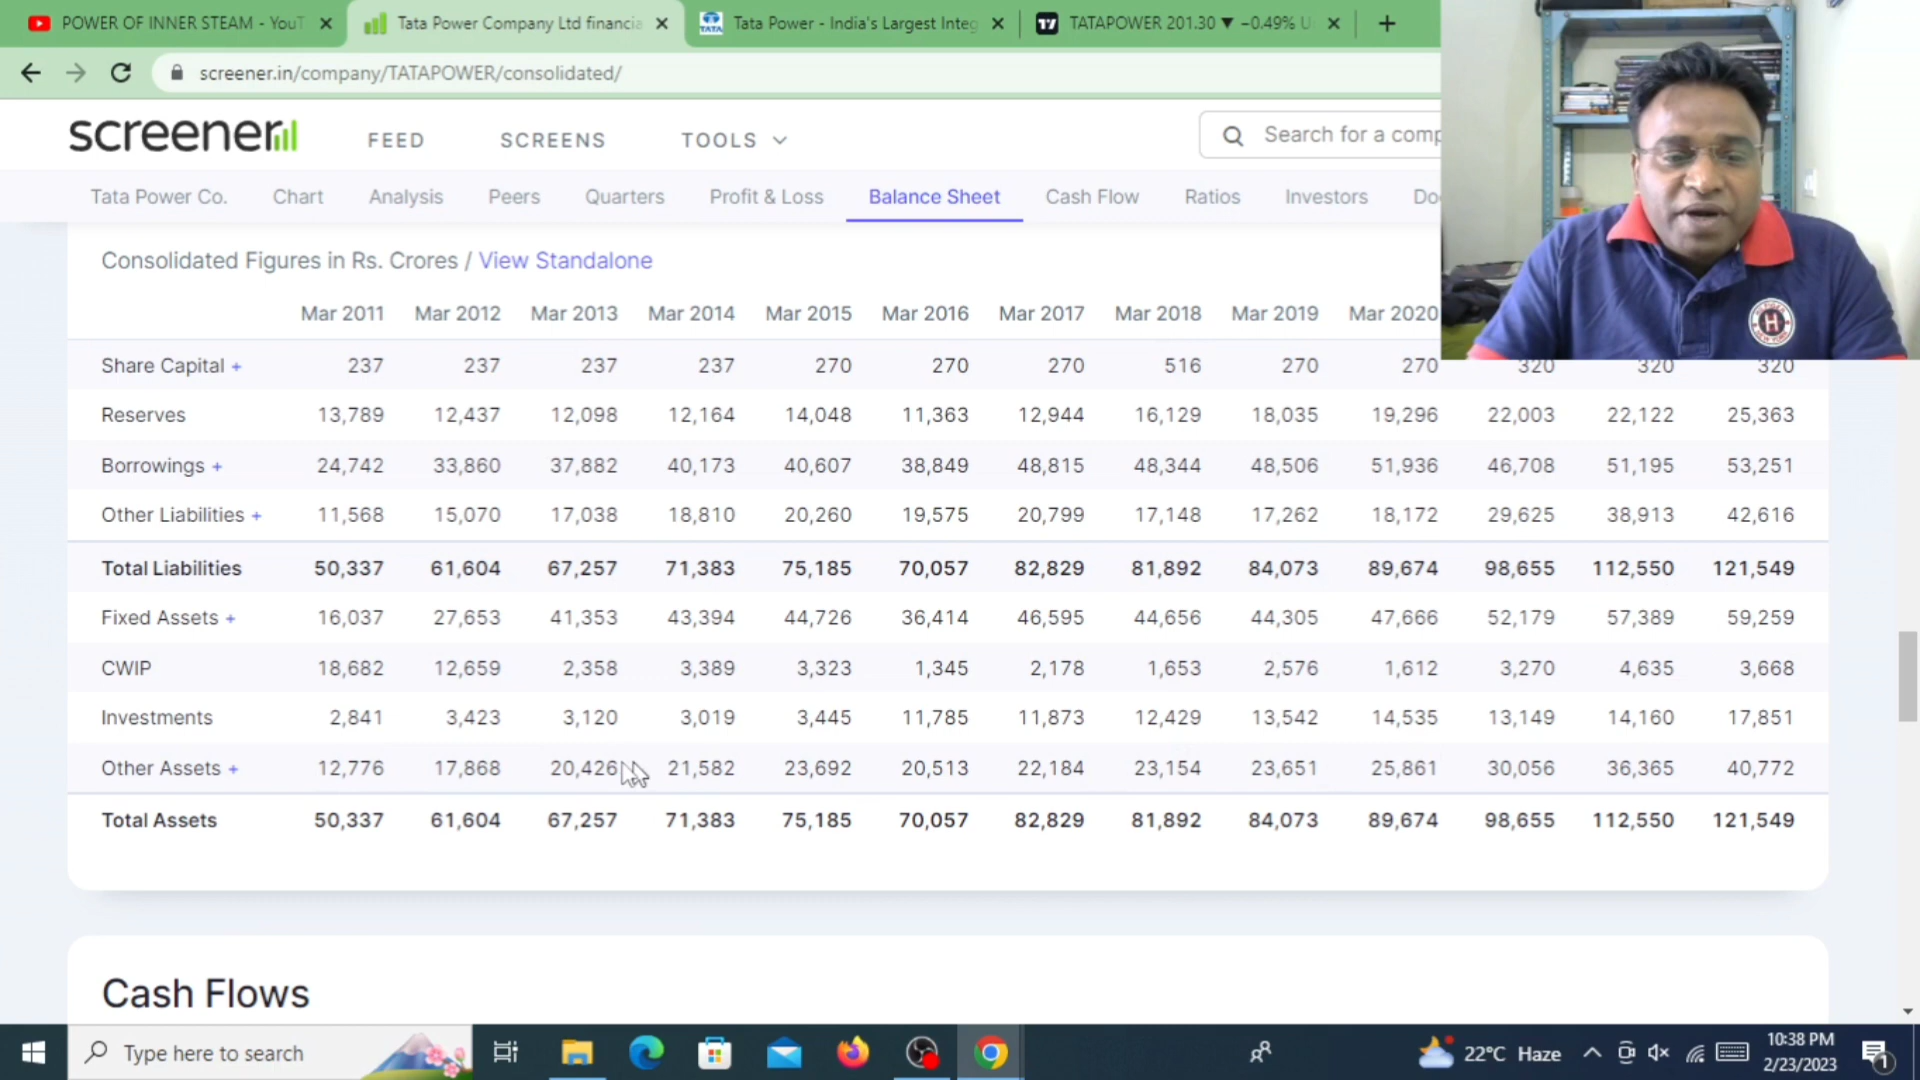 POWER OF INNER STEAM - YouT
Tata Power Company Ltd financia
Tata Power - India's Largest Integ
TATAPOWER 201.30 ▼ −0.49% U
screener.in/company/TATAPOWER/consolidated/
screener
FEED SCREENS TOOLS
Search for a comp
Tata Power Co. Chart Analysis Peers Quarters Profit & Loss Balance Sheet Cash Flow Ratios Investors Do
Consolidated Figures in Rs. Crores / View Standalone
Mar 2011 Mar 2012 Mar 2013 Mar 2014 Mar 2015 Mar 2016 Mar 2017 Mar 2018 Mar 2019 Mar 2020
Share Capital + 237 237 237 237 270 270 270 516 270 270 320 320 320
Reserves 13,789 12,437 12,098 12,164 14,048 11,363 12,944 16,129 18,035 19,296 22,003 22,122 25,363
Borrowings + 24,742 33,860 37,882 40,173 40,607 38,849 48,815 48,344 48,506 51,936 46,708 51,195 53,251
Other Liabilities + 11,568 15,070 17,038 18,810 20,260 19,575 20,799 17,148 17,262 18,172 29,625 38,913 42,616
Total Liabilities 50,337 61,604 67,257 71,383 75,185 70,057 82,829 81,892 84,073 89,674 98,655 112,550 121,549
Fixed Assets + 16,037 27,653 41,353 43,394 44,726 36,414 46,595 44,656 44,305 47,666 52,179 57,389 59,259
CWIP 18,682 12,659 2,358 3,389 3,323 1,345 2,178 1,653 2,576 1,612 3,270 4,635 3,668
Investments 2,841 3,423 3,120 3,019 3,445 11,785 11,873 12,429 13,542 14,535 13,149 14,160 17,851
Other Assets + 12,776 17,868 20,426 21,582 23,692 20,513 22,184 23,154 23,651 25,861 30,056 36,365 40,772
Total Assets 50,337 61,604 67,257 71,383 75,185 70,057 82,829 81,892 84,073 89,674 98,655 112,550 121,549
Cash Flows
Type here to search
22°C Haze
10:38 PM
2/23/2023
1
H
TATA